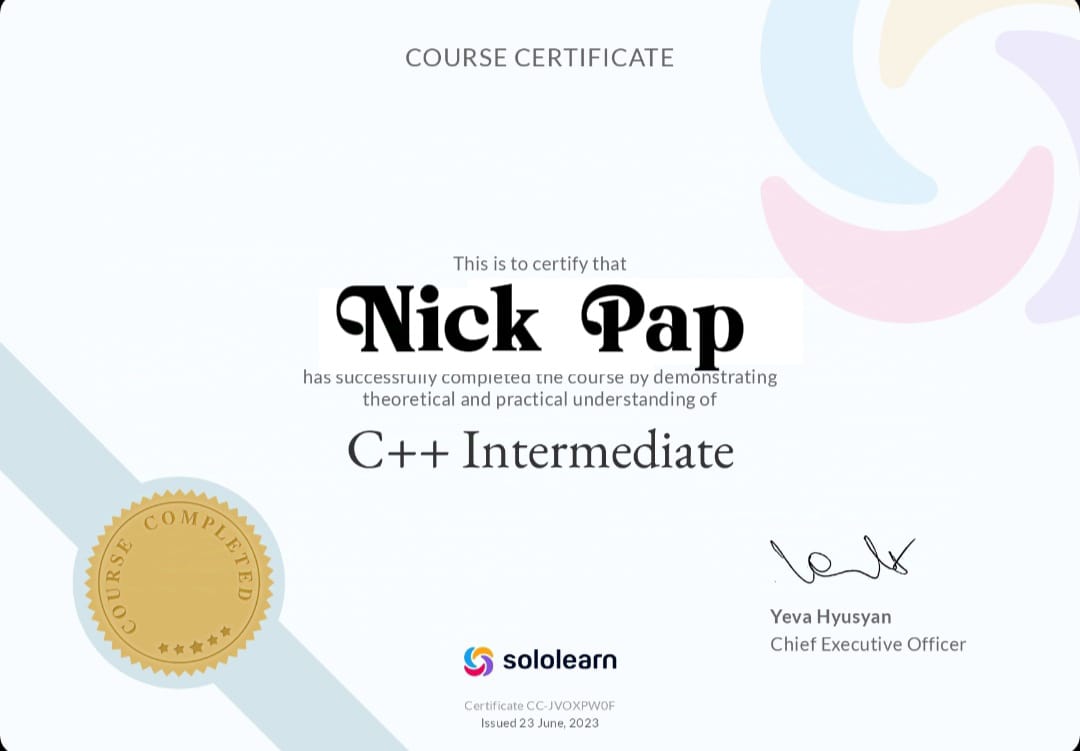 COURSE CERTIFICATE
This is to certify that
Nick Pap
has successfully completed the course by demonstrating
theoretical and practical understanding of
C++ Intermediate
COURSE COMPLETED
Yeva Hyusyan
Chief Executive Officer
sololearn
Certificate CC-JVOXPW0F
Issued 23 June, 2023